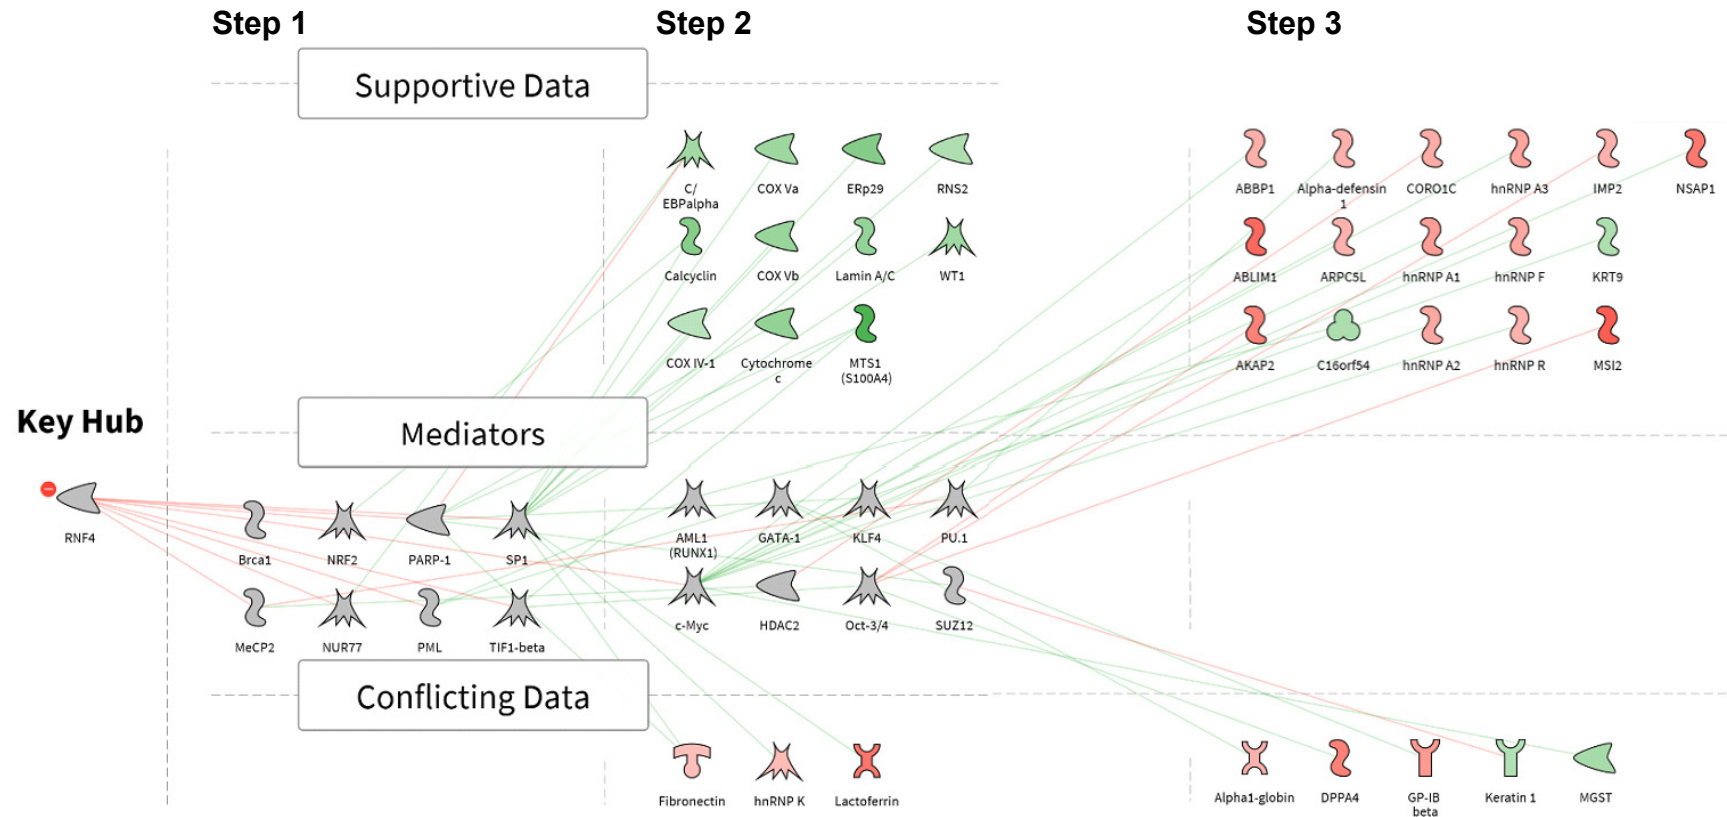 Step 1
Step 2
Step 3
Supportive Data
C/
EBPalpha
COX Va
ERp29
RNS2
ABBP1
Alpha-defensin
1
CORO1C
hnRNP A3
IMP2
NSAP1
Calcyclin
COX Vb
Lamin A/C
WT1
ABLIM1
ARPC5L
hnRNP A1
hnRNP F
KRT9
COX IV-1
Cytochrome
c
MTS1
(S100A4)
AKAP2
C16orf54
hnRNP A2
hnRNP R
MSI2
Key Hub
Mediators
RNF4
Brca1
NRF2
PARP-1
SP1
AML1
(RUNX1)
GATA-1
KLF4
PU.1
MeCP2
NUR77
PML
TIF1-beta
c-Myc
HDAC2
Oct-3/4
SUZ12
Conflicting Data
Fibronectin
hnRNP K
Lactoferrin
Alpha1-globin
DPPA4
GP-IB
beta
Keratin 1
MGST